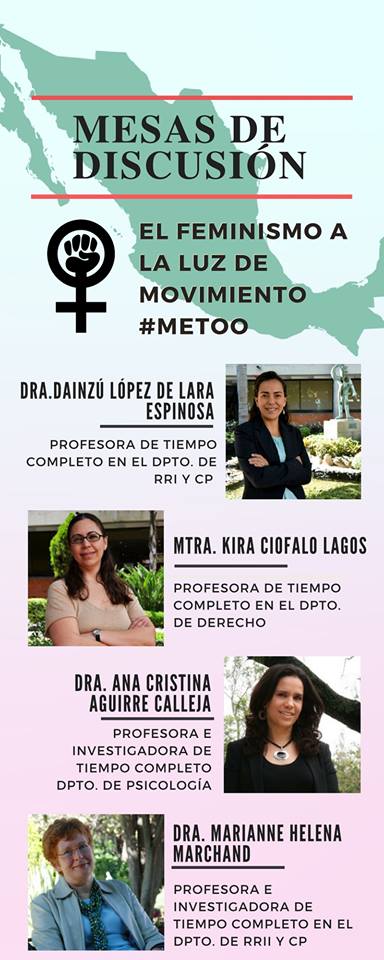 MESAS DE
DISCUSIÓN
EL FEMINISMO A
LA LUZ DE
MOVIMIENTO
#METOO
DRA.DAINZÚ LÓPEZ DE LARA
ESPINOSA
PROFESORA DE TIEMPO
COMPLETO EN EL DPTO. DE
RRI Y CP
MTRA. KIRA CIOFALO LAGOS
PROFESORA DE TIEMPO
COMPLETO EN EL DPTO.
DE DERECHO
DRA. ANA CRISTINA
AGUIRRE CALLEJA
PROFESORA E
INVESTIGADORA DE
TIEMPO COMPLETO
DPTO. DE PSICOLOGÍA
DRA. MARIANNE HELENA
MARCHAND
PROFESORA E
INVESTIGADORA DE
TIEMPO COMPLETO EN EL
DPTO. DE RRII Y CP